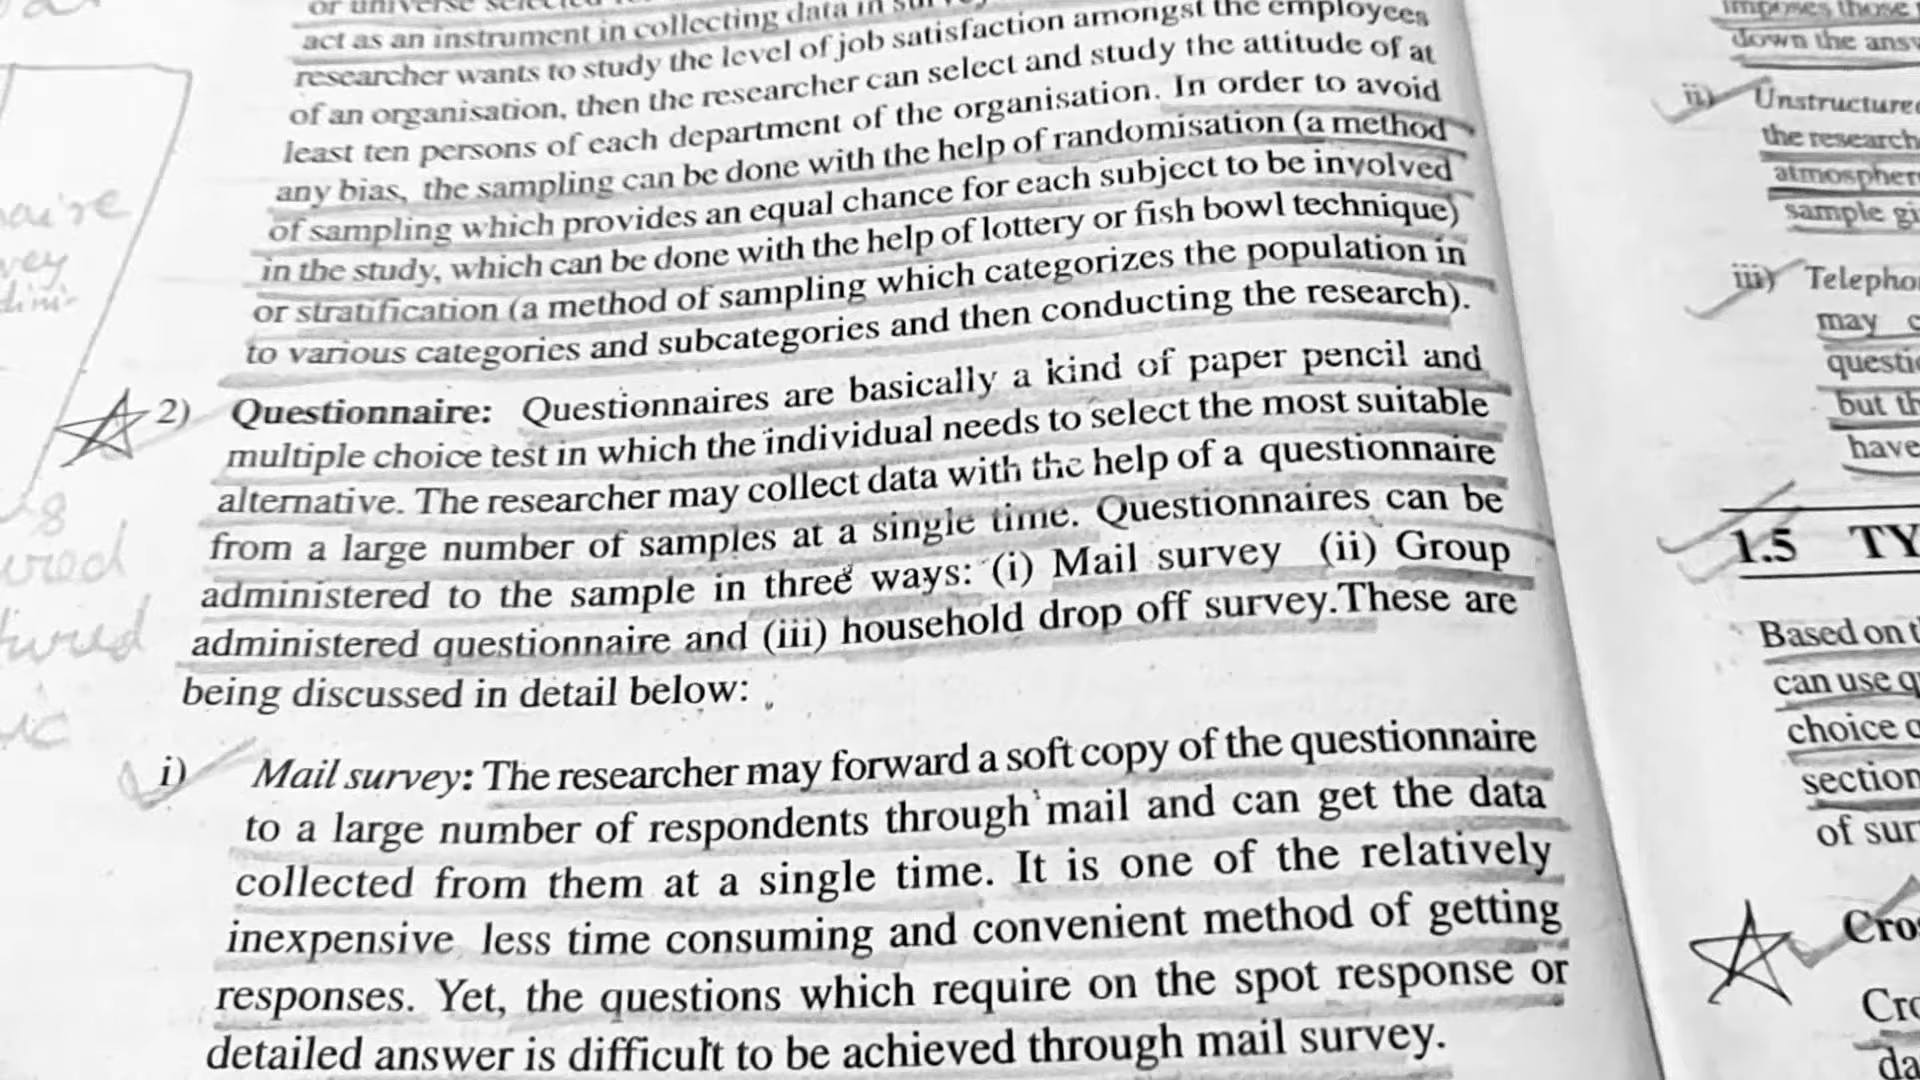 act as an instrument in collecting data in
researcher wants to study the level of job satisfaction amongst the employees
of an organisation, then the researcher can select and study the attitude of at
least ten persons of each department of the organisation. In order to avoid
any bias, the sampling can be done with the help of randomisation (a method
of sampling which provides an equal chance for each subject to be involved
in the study, which can be done with the help of lottery or fish bowl technique)
or stratification (a method of sampling which categorizes the population in
to various categories and subcategories and then conducting the research).
2) Questionnaire: Questionnaires are basically a kind of paper pencil and
multiple choice test in which the individual needs to select the most suitable
alternative. The researcher may collect data with the help of a questionnaire
from a large number of samples at a single time. Questionnaires can be
administered to the sample in three ways: (i) Mail survey (ii) Group
administered questionnaire and (iii) household drop off survey.These are
being discussed in detail below:
i) Mail survey: The researcher may forward a soft copy of the questionnaire
to a large number of respondents through mail and can get the data
collected from them at a single time. It is one of the relatively
inexpensive, less time consuming and convenient method of getting
responses. Yet, the questions which require on the spot response or
detailed answer is difficult to be achieved through mail survey.
imposes those
down the
ii) Unstructure
the research
atmospher
sample gi
iii) Telepho
may
questi
but th
have
1.5 TY
Based on t
can use q
choice
section
of sur
Cro
Cro
da